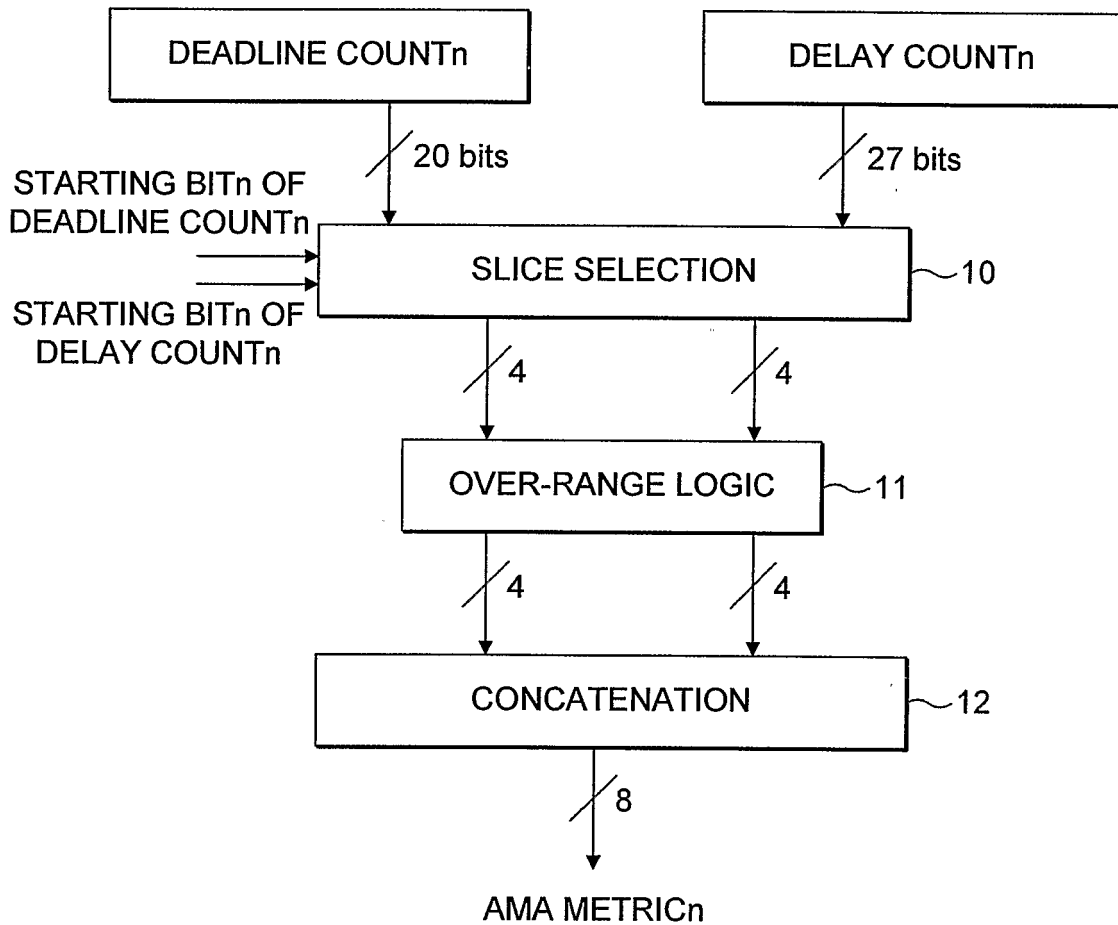 DEADLINE COUNTn
DELAY COUNTn
20 bits
27 bits
STARTING BITn OF
DEADLINE COUNTn
SLICE SELECTION
10
STARTING BITn OF
DELAY COUNTn
4
4
OVER-RANGE LOGIC
11
4
4
CONCATENATION
12
8
AMA METRICn